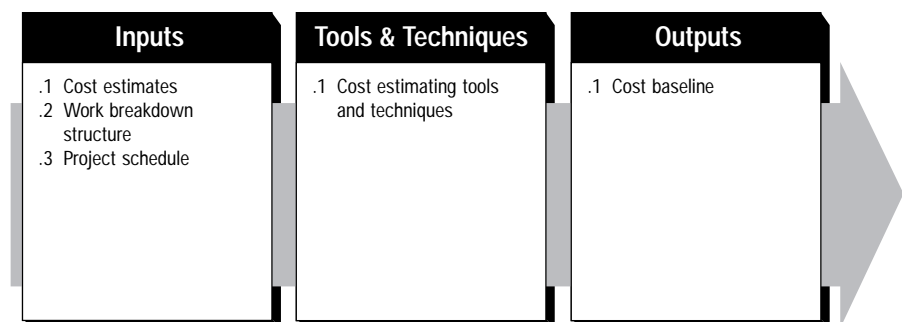 Inputs
.1 Cost estimates
.2 Work breakdown
structure
.3 Project schedule
Tools & Techniques
.1 Cost estimating tools
and techniques
Outputs
.1 Cost baseline